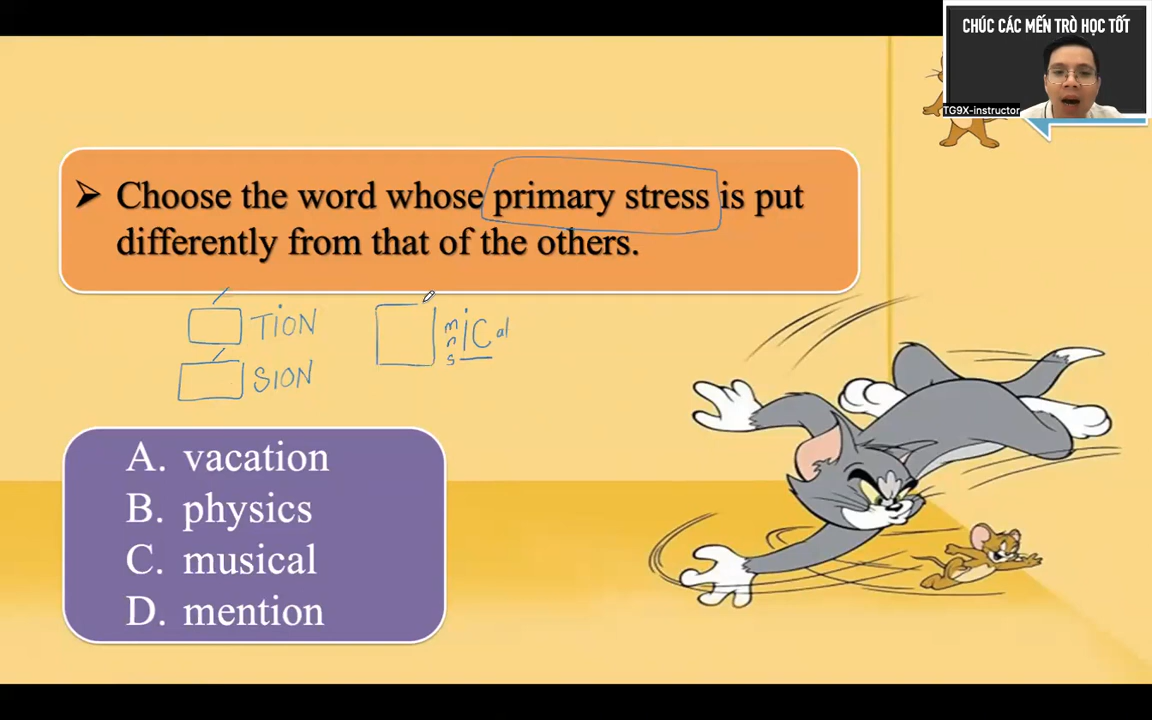 CHÚC CÁC MẾN TRÒ HỌC TỐT
TG9X-instructor
➢ Choose the word whose primary stress is put
differently from that of the others.
TION
SION
m
n
s
ical
A. vacation
B. physics
C. musical
D. mention